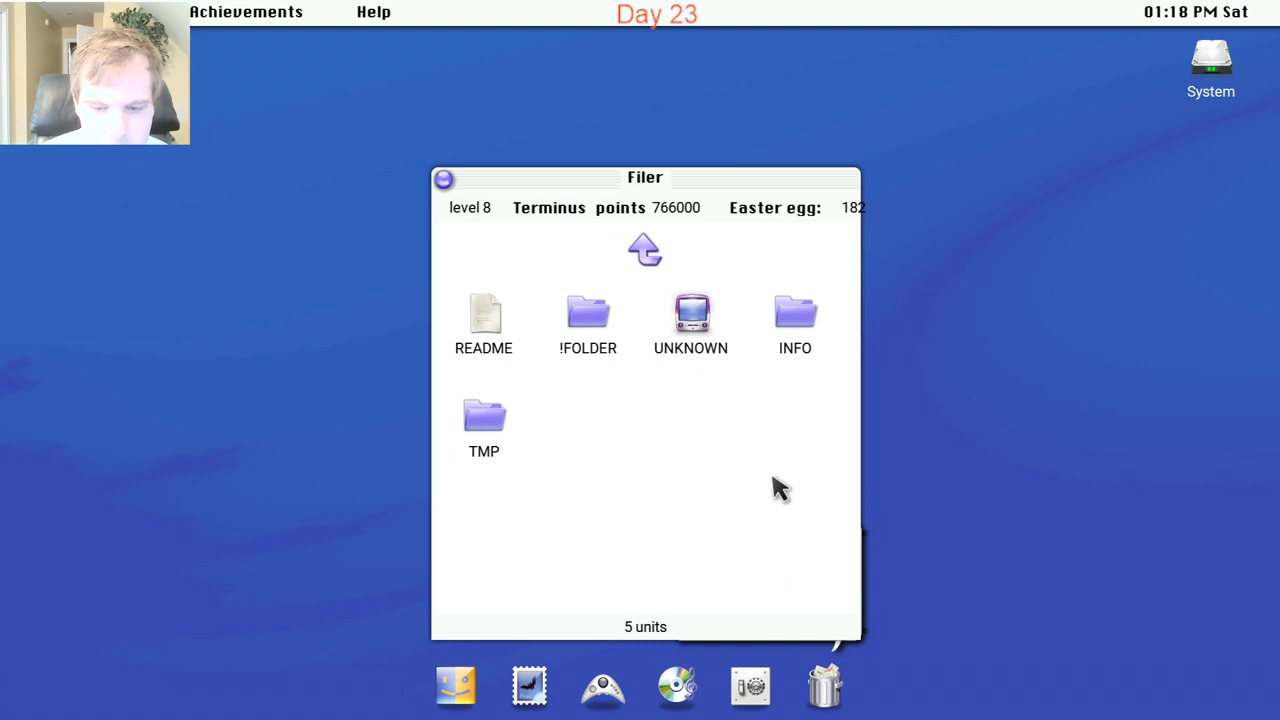 Achievements Help Day 23 01:18 PM Sat
System
Filer
level 8 Terminus points 766000 Easter egg: 182
README !FOLDER UNKNOWN INFO
TMP
5 units